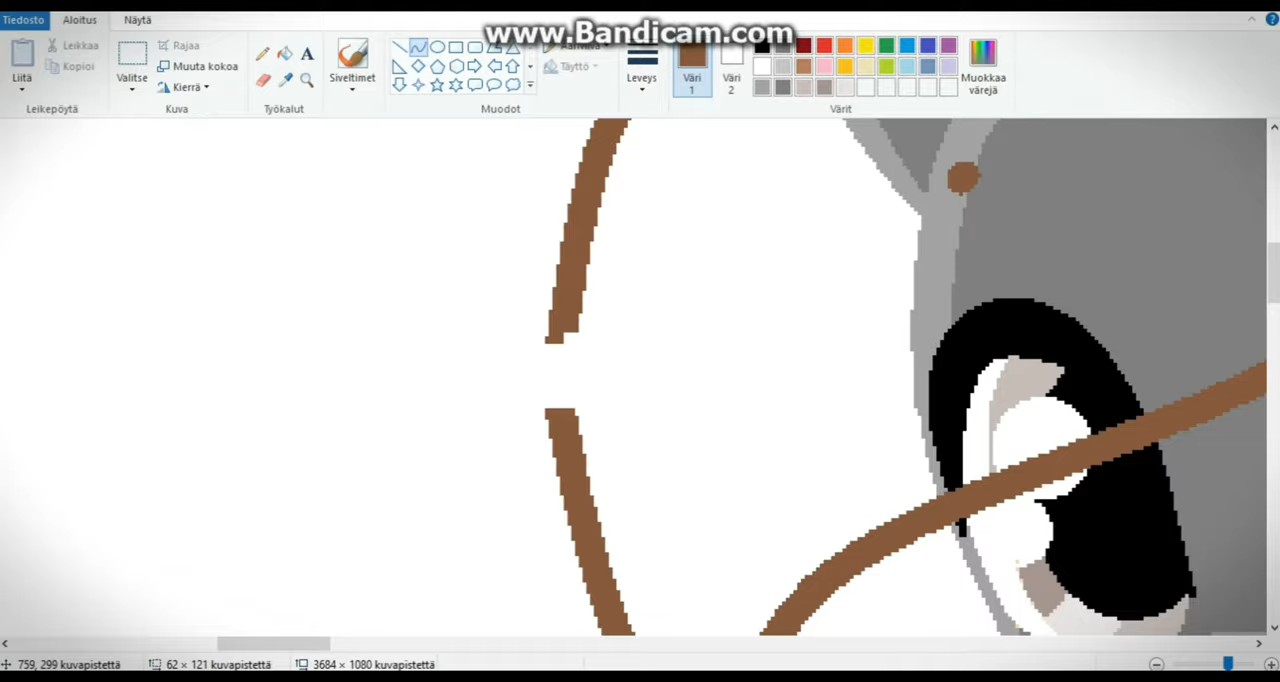 www.Bandicam.com
Tiedosto Aloitus Näytä
Liitä
Leikkaa
Kopioi
Leikepöytä
Valitse
Rajaa
Muuta kokoa
Kierrä
Kuva
A
Työkalut
Siveltimet
Muodot
Täyttö
Leveys
Väri
1
Väri
2
Värit
Muokkaa
värejä
759, 299 kuvapistettä 62 × 121 kuvapistettä 3684 × 1080 kuvapistettä